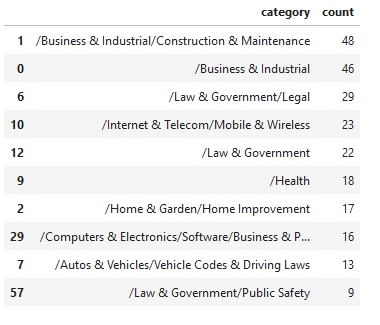 category count
1 /Business & Industrial/Construction & Maintenance 48
0 /Business & Industrial 46
6 /Law & Government/Legal 29
10 /Internet & Telecom/Mobile & Wireless 23
12 /Law & Government 22
9 /Health 18
2 /Home & Garden/Home Improvement 17
29 /Computers & Electronics/Software/Business & P... 16
7 /Autos & Vehicles/Vehicle Codes & Driving Laws 13
57 /Law & Government/Public Safety 9